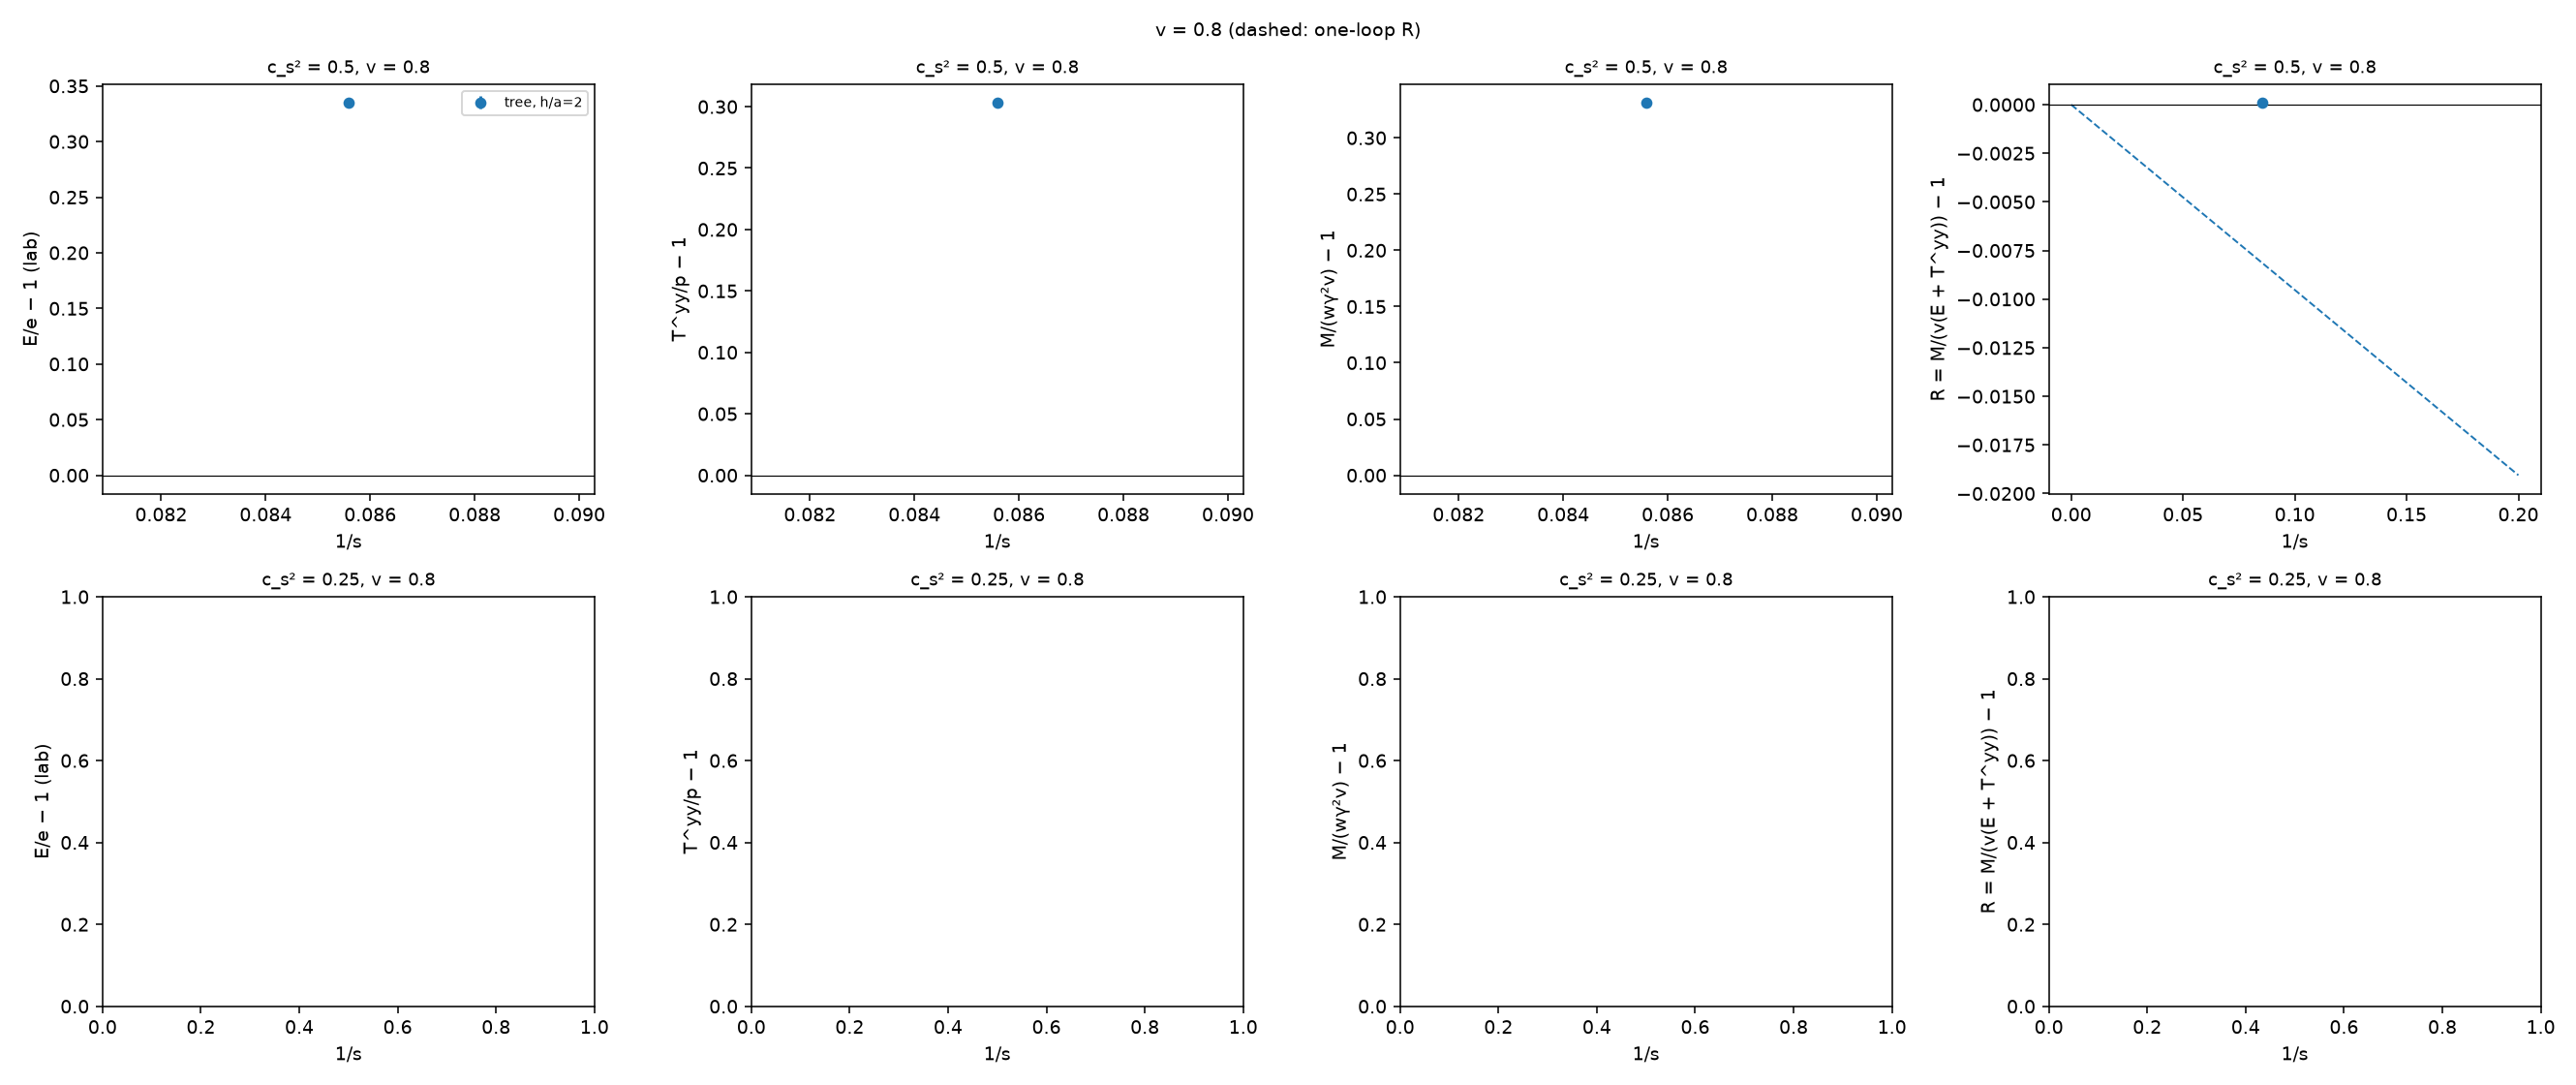 v = 0.8 (dashed: one-loop R)
c_s² = 0.5, v = 0.8
E/e − 1 (lab)
0.35
0.30
0.25
0.20
0.15
0.10
0.05
0.00
tree, h/a=2
0.082 0.084 0.086 0.088 0.090
1/s
c_s² = 0.5, v = 0.8
T^yy/p − 1
0.30
0.25
0.20
0.15
0.10
0.05
0.00
0.082 0.084 0.086 0.088 0.090
1/s
c_s² = 0.5, v = 0.8
M/(wγ²v) − 1
0.30
0.25
0.20
0.15
0.10
0.05
0.00
0.082 0.084 0.086 0.088 0.090
1/s
c_s² = 0.5, v = 0.8
R = M/(v(E + T^yy)) − 1
0.0000
−0.0025
−0.0050
−0.0075
−0.0100
−0.0125
−0.0150
−0.0175
−0.0200
0.00 0.05 0.10 0.15 0.20
1/s
c_s² = 0.25, v = 0.8
E/e − 1 (lab)
1.0
0.8
0.6
0.4
0.2
0.0
0.0 0.2 0.4 0.6 0.8 1.0
1/s
c_s² = 0.25, v = 0.8
T^yy/p − 1
1.0
0.8
0.6
0.4
0.2
0.0
0.0 0.2 0.4 0.6 0.8 1.0
1/s
c_s² = 0.25, v = 0.8
M/(wγ²v) − 1
1.0
0.8
0.6
0.4
0.2
0.0
0.0 0.2 0.4 0.6 0.8 1.0
1/s
c_s² = 0.25, v = 0.8
R = M/(v(E + T^yy)) − 1
1.0
0.8
0.6
0.4
0.2
0.0
0.0 0.2 0.4 0.6 0.8 1.0
1/s